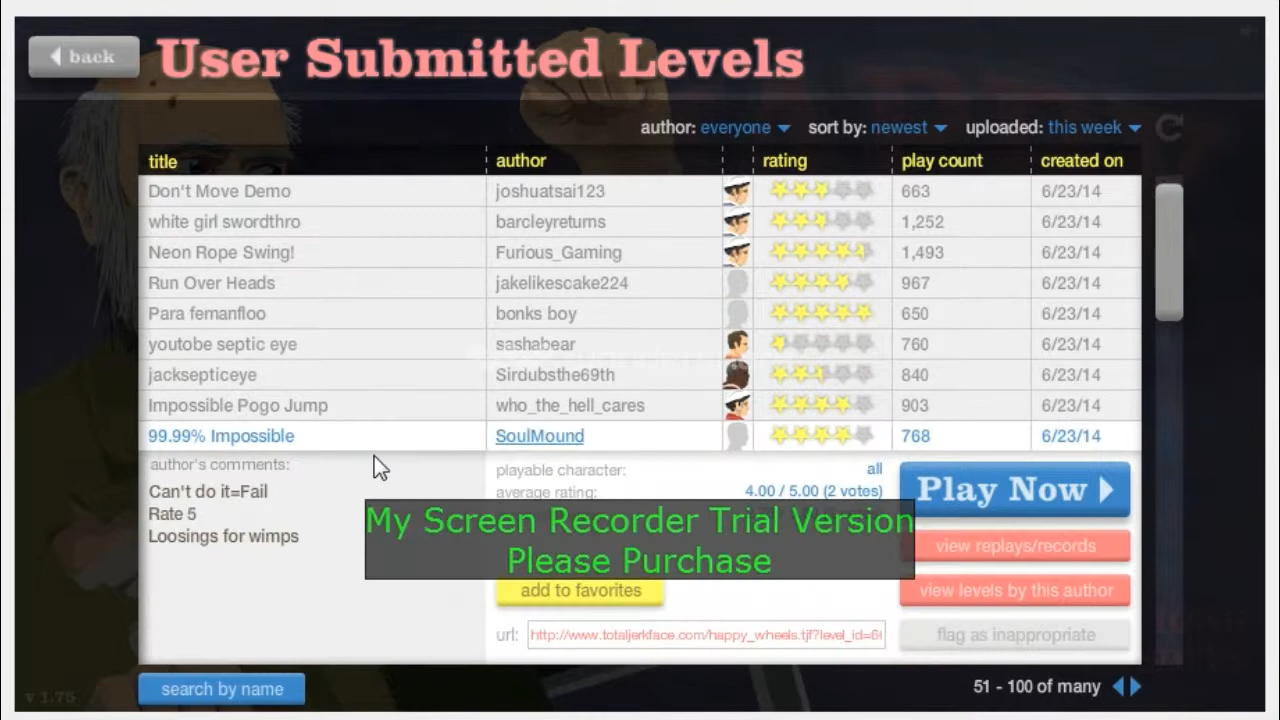 back
User Submitted Levels
author: everyone sort by: newest uploaded: this week
title author rating play count created on
Don't Move Demo joshuatsai123 663 6/23/14
white girl swordthro barcleyreturns 1,252 6/23/14
Neon Rope Swing! Furious_Gaming 1,493 6/23/14
Run Over Heads jakelikescake224 967 6/23/14
Para femanfloo bonks boy 650 6/23/14
youtobe septic eye sashabear 760 6/23/14
jacksepticeye Sirdubsthe69th 840 6/23/14
Impossible Pogo Jump who_the_hell_cares 903 6/23/14
99.99% Impossible SoulMound 768 6/23/14
author's comments:
Can't do it=Fail
Rate 5
Loosings for wimps
playable character: all
average rating: 4.00 / 5.00 (2 votes)
My Screen Recorder Trial Version
Please Purchase
add to favorites
url: http://www.totaljerkface.com/happy_wheels.tjf?level_id=6
Play Now
view replays/records
view levels by this author
flag as inappropriate
v 1.75
search by name
51 - 100 of many